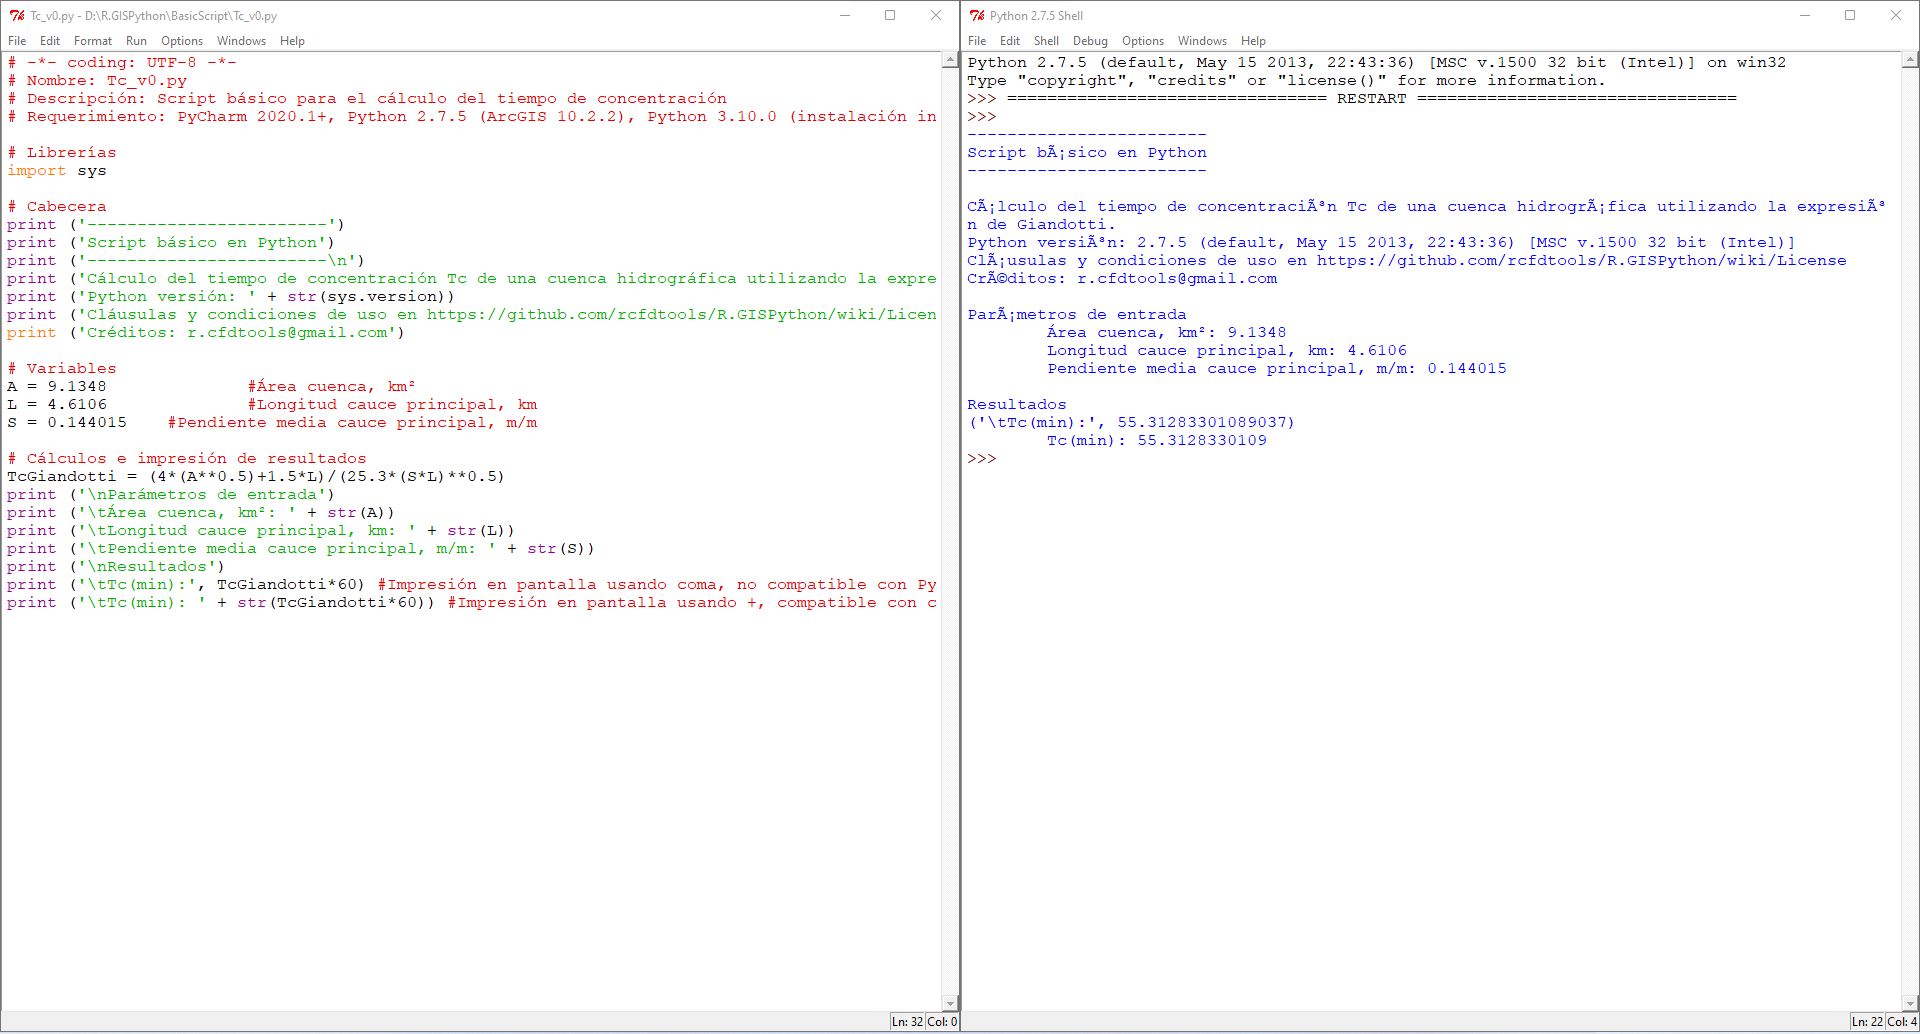 Tc_v0.py - D:\R.GISPython\BasicScript\Tc_v0.py
File Edit Format Run Options Windows Help
# -*- coding: UTF-8 -*-
# Nombre: Tc_v0.py
# Descripción: Script básico para el cálculo del tiempo de concentración
# Requerimiento: PyCharm 2020.1+, Python 2.7.5 (ArcGIS 10.2.2), Python 3.10.0 (instalación in
# Librerías
import sys
# Cabecera
print ('------------------------')
print ('Script básico en Python')
print ('------------------------\n')
print ('Cálculo del tiempo de concentración Tc de una cuenca hidrográfica utilizando la expre
print ('Python versión: ' + str(sys.version))
print ('Cláusulas y condiciones de uso en https://github.com/rcfdtools/R.GISPython/wiki/Licen
print ('Créditos: r.cfdtools@gmail.com')
# Variables
A = 9.1348 #Área cuenca, km²
L = 4.6106 #Longitud cauce principal, km
S = 0.144015 #Pendiente media cauce principal, m/m
# Cálculos e impresión de resultados
TcGiandotti = (4*(A**0.5)+1.5*L)/(25.3*(S*L)**0.5)
print ('\nParámetros de entrada')
print ('\tÁrea cuenca, km²: ' + str(A))
print ('\tLongitud cauce principal, km: ' + str(L))
print ('\tPendiente media cauce principal, m/m: ' + str(S))
print ('\nResultados')
print ('\tTc(min):', TcGiandotti*60) #Impresión en pantalla usando coma, no compatible con Py
print ('\tTc(min): ' + str(TcGiandotti*60)) #Impresión en pantalla usando +, compatible con c
Ln: 32 Col: 0
Python 2.7.5 Shell
File Edit Shell Debug Options Windows Help
Python 2.7.5 (default, May 15 2013, 22:43:36) [MSC v.1500 32 bit (Intel)] on win32
Type "copyright", "credits" or "license()" for more information.
>>> ================================ RESTART ================================
>>>
------------------------
Script bÃ¡sico en Python
------------------------
CÃ¡lculo del tiempo de concentraciÃªn Tc de una cuenca hidrogrÃ¡fica utilizando la expresiÃª
n de Giandotti.
Python versiÃªn: 2.7.5 (default, May 15 2013, 22:43:36) [MSC v.1500 32 bit (Intel)]
ClÃ¡usulas y condiciones de uso en https://github.com/rcfdtools/R.GISPython/wiki/License
CrÃ©ditos: r.cfdtools@gmail.com
ParÃ¡metros de entrada
Área cuenca, km²: 9.1348
Longitud cauce principal, km: 4.6106
Pendiente media cauce principal, m/m: 0.144015
Resultados
('\tTc(min):', 55.31283301089037)
Tc(min): 55.3128330109
>>>
Ln: 22 Col: 4